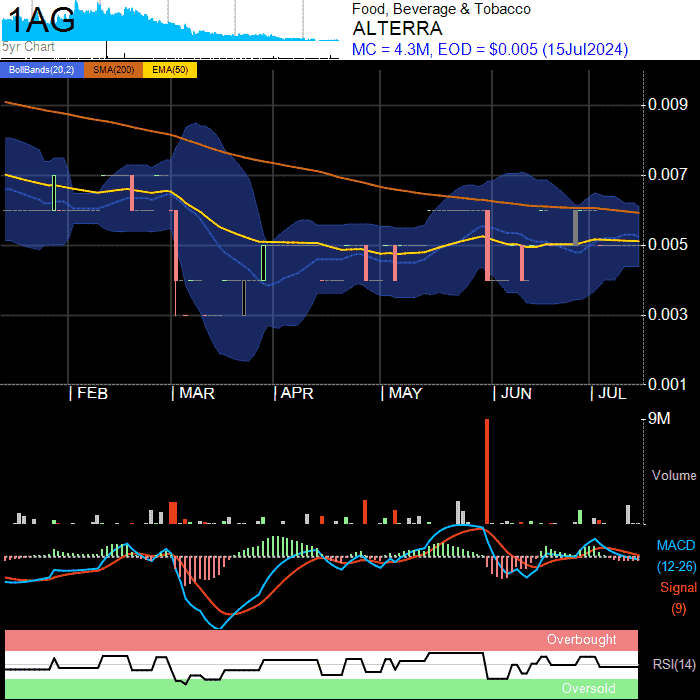 1AG
5yr Chart
Food, Beverage & Tobacco
ALTERRA
MC = 4.3M, EOD = $0.005 (15Jul2024)
BollBands(20,2) SMA(200) EMA(50)
0.009
0.007
0.005
0.003
0.001
| FEB | MAR | APR | MAY | JUN | JUL
9M
Volume
MACD
(12-26)
Signal
(9)
Overbought
RSI(14)
Oversold